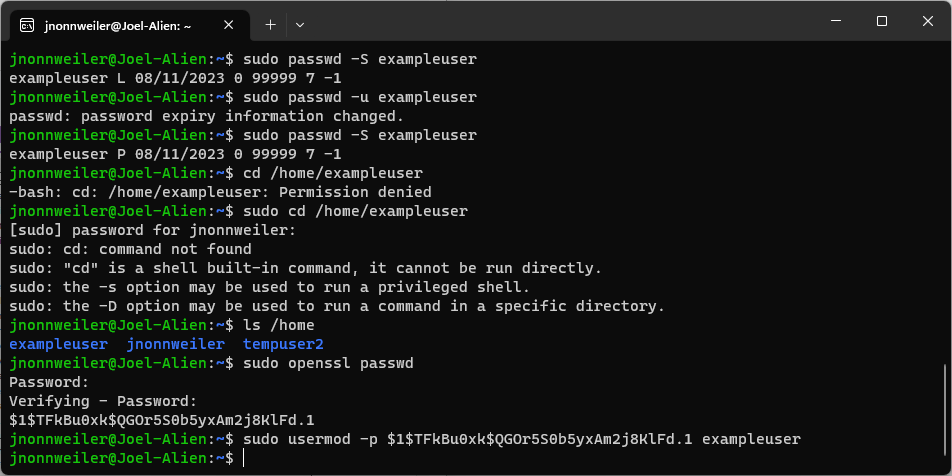 jnonnweiler@Joel-Alien: ~
jnonnweiler@Joel-Alien:~$ sudo passwd -S exampleuser
exampleuser L 08/11/2023 0 99999 7 -1
jnonnweiler@Joel-Alien:~$ sudo passwd -u exampleuser
passwd: password expiry information changed.
jnonnweiler@Joel-Alien:~$ sudo passwd -S exampleuser
exampleuser P 08/11/2023 0 99999 7 -1
jnonnweiler@Joel-Alien:~$ cd /home/exampleuser
-bash: cd: /home/exampleuser: Permission denied
jnonnweiler@Joel-Alien:~$ sudo cd /home/exampleuser
[sudo] password for jnonnweiler:
sudo: cd: command not found
sudo: "cd" is a shell built-in command, it cannot be run directly.
sudo: the -s option may be used to run a privileged shell.
sudo: the -D option may be used to run a command in a specific directory.
jnonnweiler@Joel-Alien:~$ ls /home
exampleuser  jnonnweiler  tempuser2
jnonnweiler@Joel-Alien:~$ sudo openssl passwd
Password:
Verifying - Password:
$1$TFkBu0xk$QGOr5S0b5yxAm2j8KlFd.1
jnonnweiler@Joel-Alien:~$ sudo usermod -p $1$TFkBu0xk$QGOr5S0b5yxAm2j8KlFd.1 exampleuser
jnonnweiler@Joel-Alien:~$